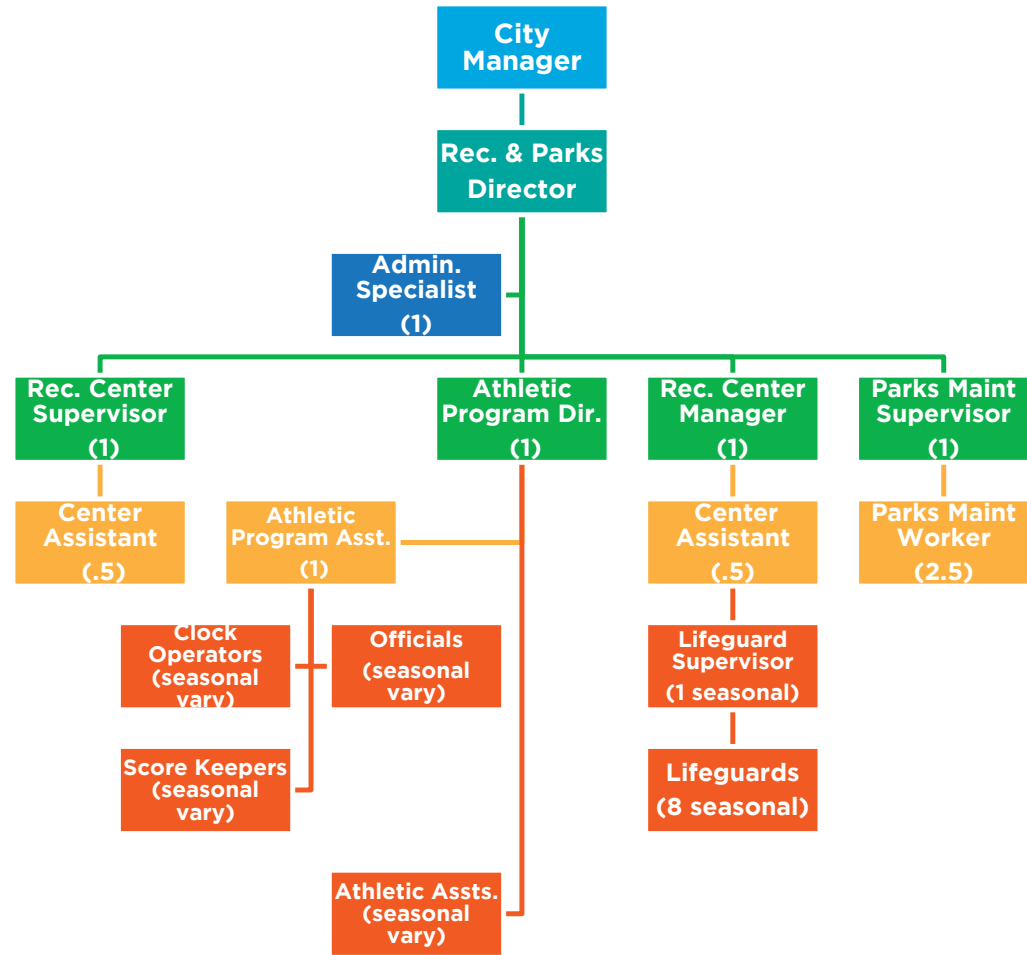 City
Manager
Rec. & Parks
Director
Admin.
Specialist
(1)
Rec. Center
Supervisor
(1)
Athletic
Program Dir.
(1)
Rec. Center
Manager
(1)
Parks Maint
Supervisor
(1)
Center
Assistant
(.5)
Athletic
Program Asst.
(1)
Center
Assistant
(.5)
Parks Maint
Worker
(2.5)
Clock
Operators
(seasonal
vary)
Officials
(seasonal
vary)
Lifeguard
Supervisor
(1 seasonal)
Score Keepers
(seasonal
vary)
Lifeguards
(8 seasonal)
Athletic Assts.
(seasonal
vary)